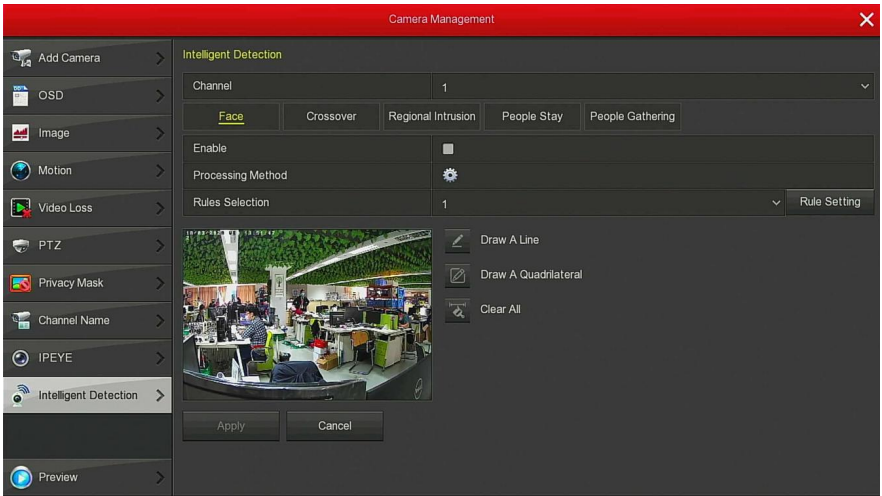 Camera Management
Add Camera
OSD
Image
Motion
Video Loss
PTZ
Privacy Mask
Channel Name
IPEYE
Intelligent Detection
Preview
Intelligent Detection
Channel 1
Face Crossover Regional Intrusion People Stay People Gathering
Enable
Processing Method
Rules Selection 1 Rule Setting
Draw A Line
Draw A Quadrilateral
Clear All
Apply Cancel